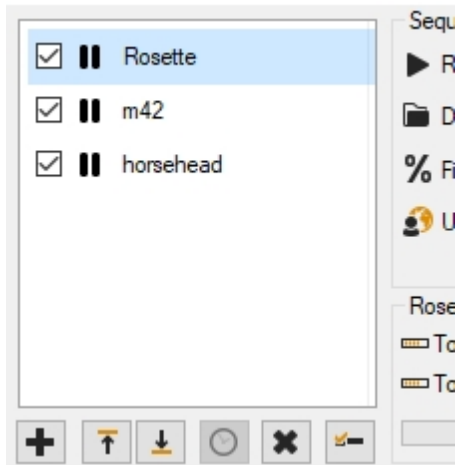 Rosette
m42
horsehead
Sequ
R
D
% Fi
U
Rose
To
To